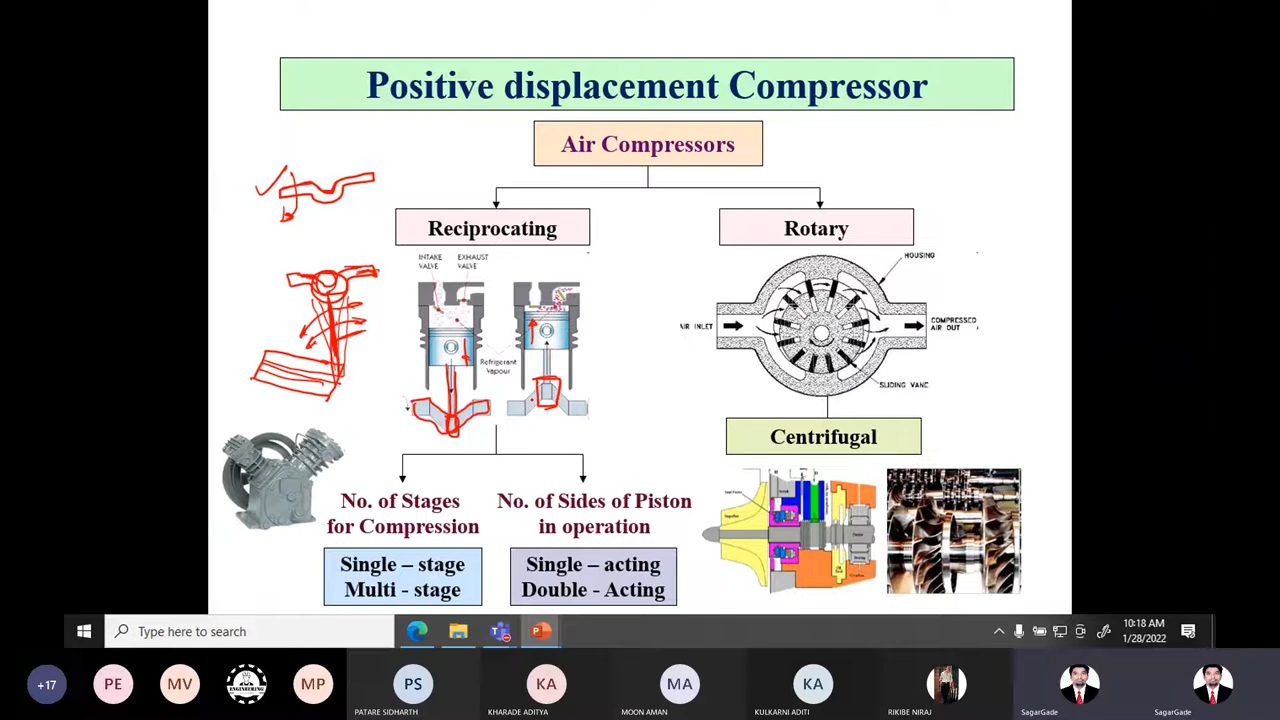 Positive displacement Compressor
Air Compressors
Reciprocating
Rotary
INTAKE
VALVE
EXHAUST
VALVE
Refrigerant
Vapour
HOUSING
AIR INLET
COMPRESSED
AIR OUT
SLIDING VANE
Centrifugal
No. of Stages
for Compression
No. of Sides of Piston
in operation
Single – stage
Multi - stage
Single – acting
Double - Acting
Type here to search
10:18 AM
1/28/2022
+17
PE
MV
ENGINEERING
MP
PS
KA
MA
KA
PATARE SIDHARTH
KHARADE ADITYA
MOON AMAN
KULKARNI ADITI
RIKIBE NIRAJ
SagarGade
SagarGade